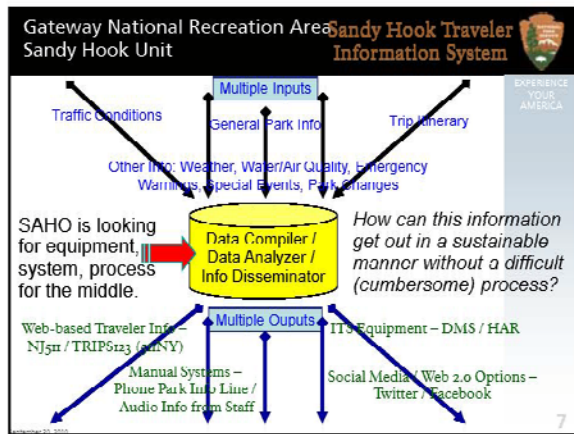 Gateway National Recreation Area
Sandy Hook Unit
Sandy Hook Traveler
Information System
EXPERIENCE
YOUR
AMERICA
Multiple Inputs
Traffic Conditions
General Park Info
Trip Itinerary
Other Info: Weather, Water/Air Quality, Emergency
Warnings, Special Events, Park Changes
SAHO is looking
for equipment,
system, process
for the middle.
Data Compiler /
Data Analyzer /
Info Disseminator
How can this information
get out in a sustainable
manner without a difficult
(cumbersome) process?
Multiple Ouputs
Web-based Traveler Info –
NJ511 / TRIPS123 (511NY)
ITS Equipment – DMS / HAR
Manual Systems –
Phone Park Info Line /
Audio Info from Staff
Social Media / Web 2.0 Options –
Twitter / Facebook
September 20, 2010
7